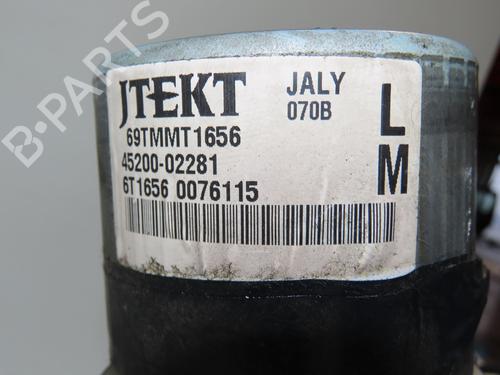 JTEKT JALY
070B
L
M
69TMMT1656
45200-02281
6T1656 0076115
B-PARTS